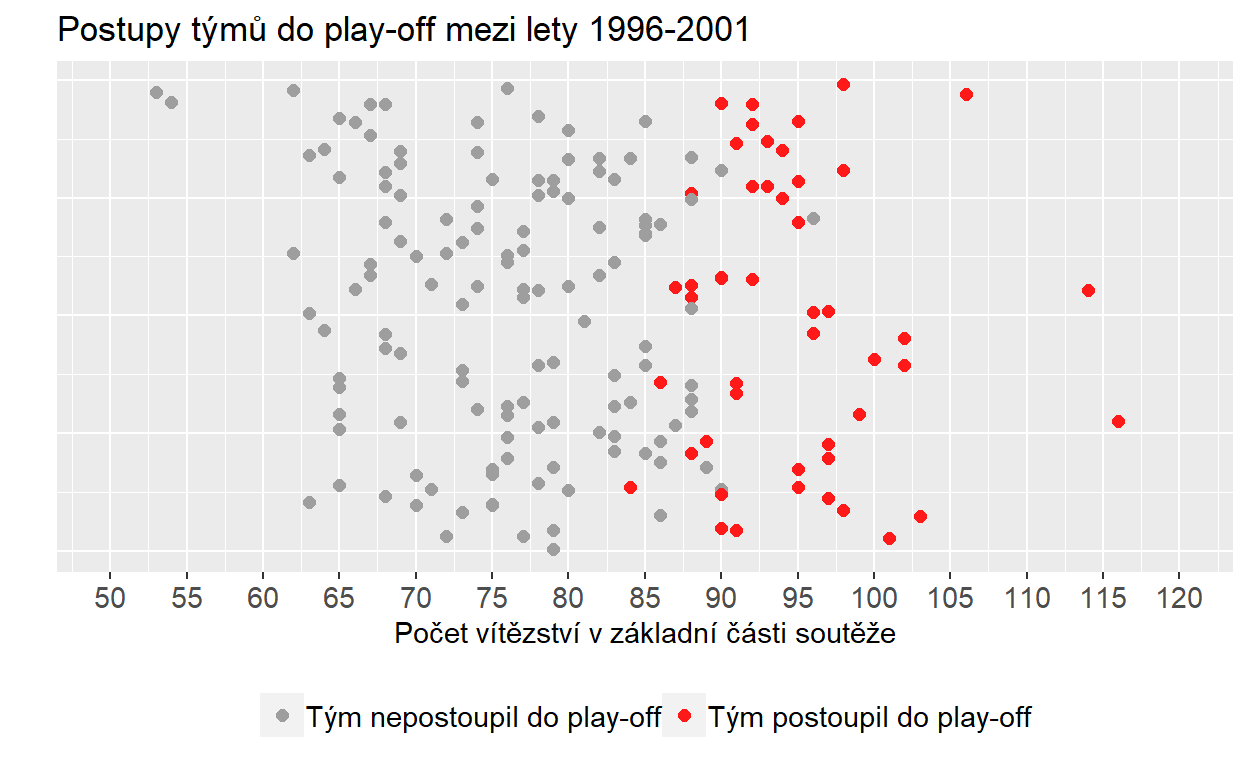 Postupy týmů do play-off mezi lety 1996-2001
50 55 60 65 70 75 80 85 90 95 100 105 110 115 120
Počet vítězství v základní části soutěže
Tým nepostoupil do play-off Tým postoupil do play-off